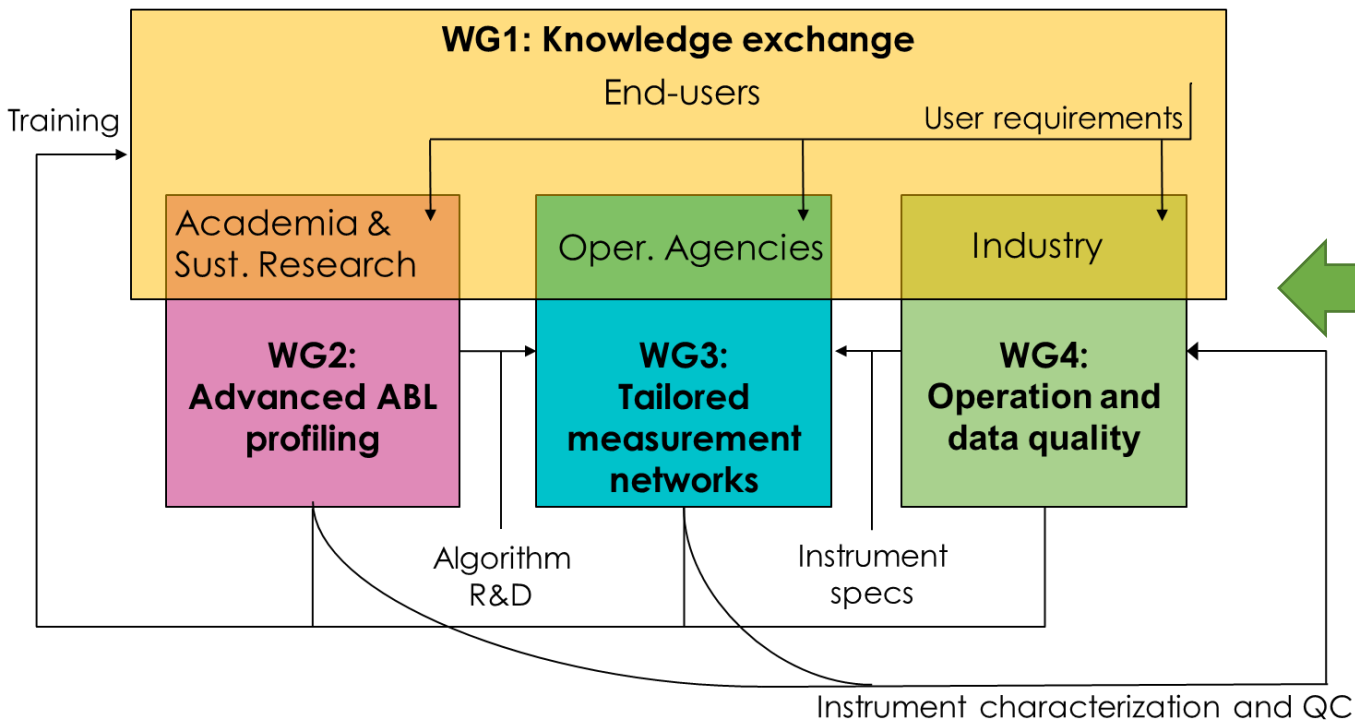 WG1: Knowledge exchange
End-users
Training
User requirements
Academia &
Sust. Research
Oper. Agencies
Industry
WG2:
Advanced ABL
profiling
WG3:
Tailored
measurement
networks
WG4:
Operation and
data quality
Algorithm
R&D
Instrument
specs
Instrument characterization and QC